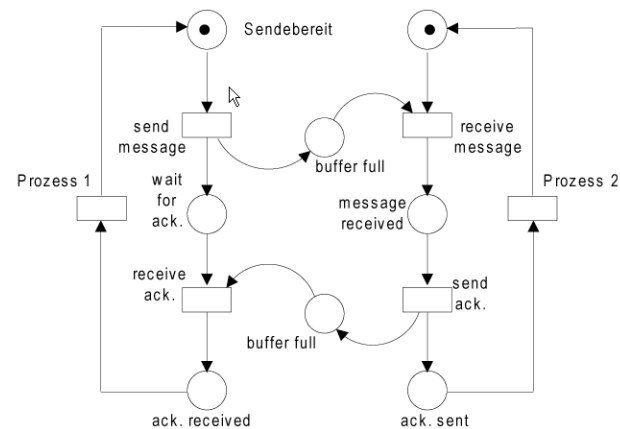 Sendebereit
send
message
receive
message
buffer full
Prozess 1
wait
for
ack.
message
received
Prozess 2
receive
ack.
send
ack.
buffer full
ack. received
ack. sent